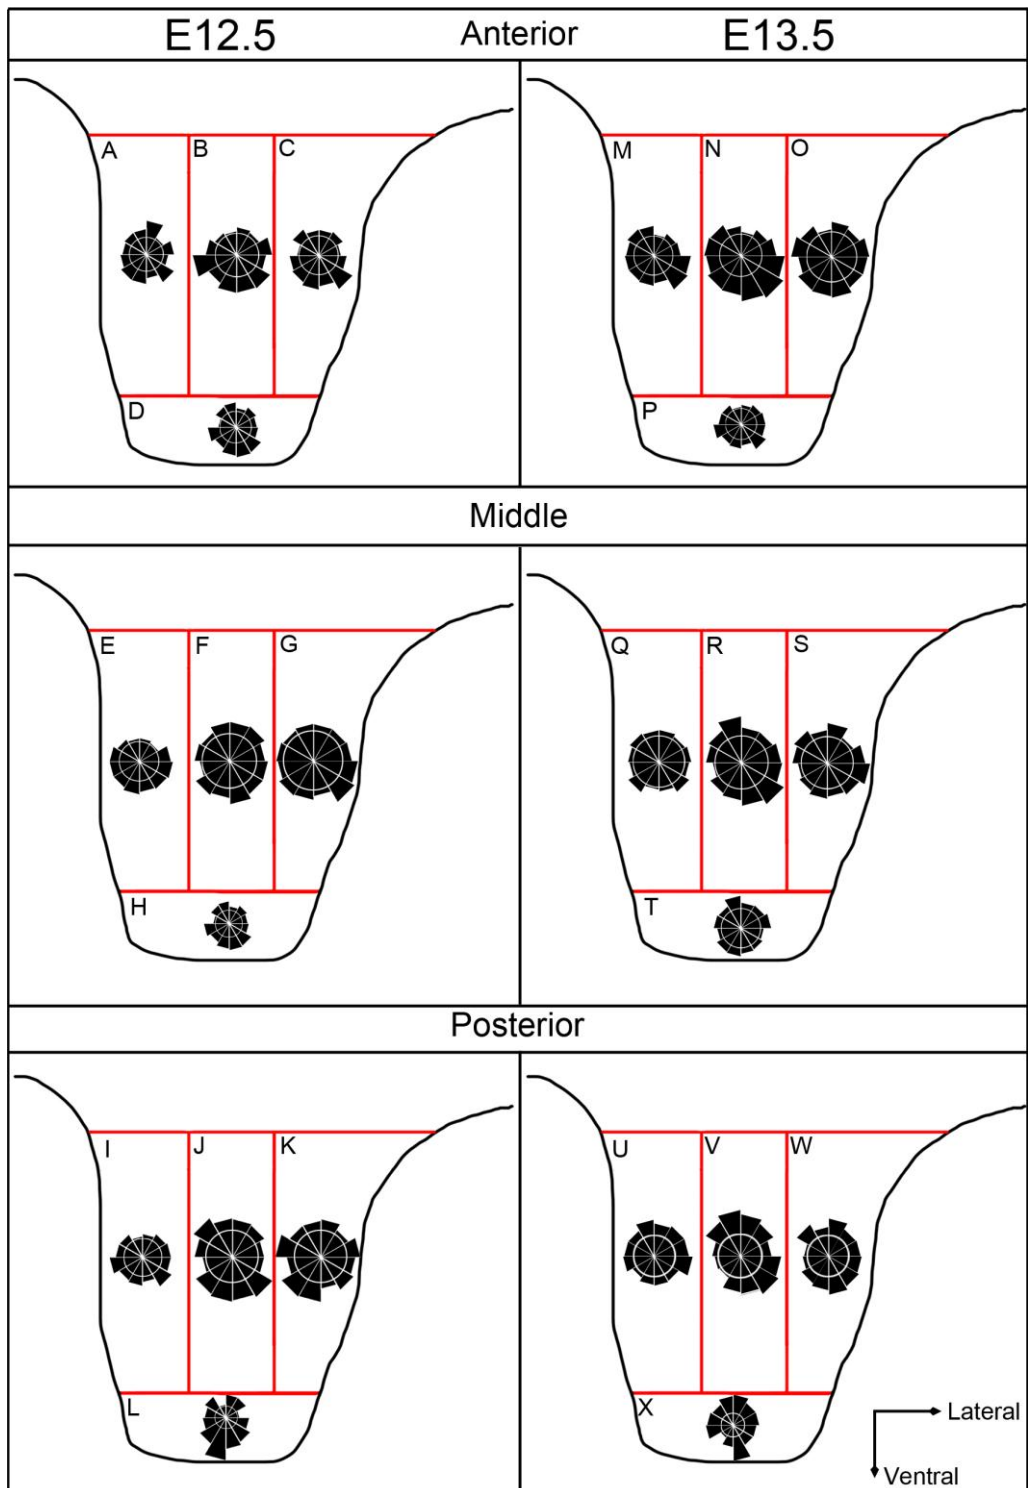 E12.5 Anterior E13.5
A B C M N O
D P
Middle
E F G Q R S
H T
Posterior
I J K U V W
L X
Lateral
Ventral